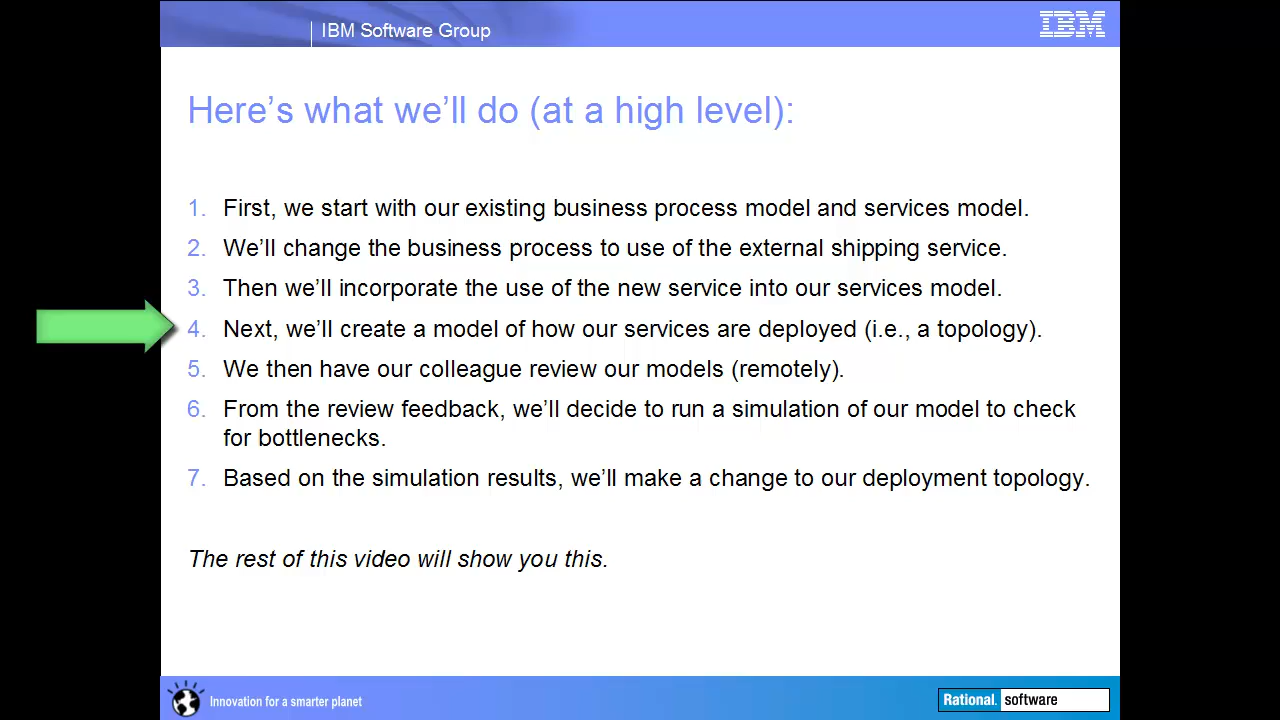 IBM Software Group
IBM
Here's what we'll do (at a high level):
1. First, we start with our existing business process model and services model.
2. We'll change the business process to use of the external shipping service.
3. Then we'll incorporate the use of the new service into our services model.
4. Next, we'll create a model of how our services are deployed (i.e., a topology).
5. We then have our colleague review our models (remotely).
6. From the review feedback, we'll decide to run a simulation of our model to check
for bottlenecks.
7. Based on the simulation results, we'll make a change to our deployment topology.
The rest of this video will show you this.
Innovation for a smarter planet
Rational. software